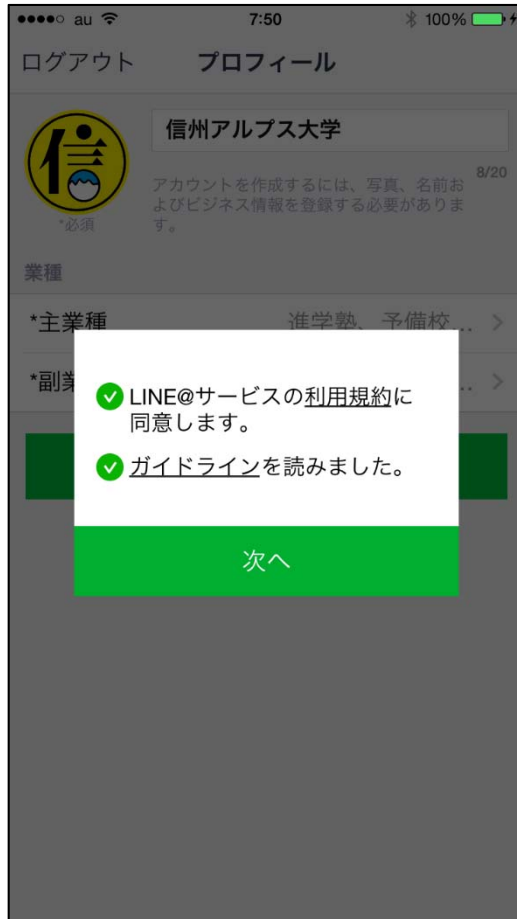 au 7:50 100%
ログアウト プロフィール
信
信州アルプス大学
8/20
アカウントを作成するには、写真、名前お
よびビジネス情報を登録する必要がありま
す。
*必須
業種
*主業種 進学塾、予備校... >
*副業 .. >
LINE@サービスの利用規約に
同意します。
ガイドラインを読みました。
次へ